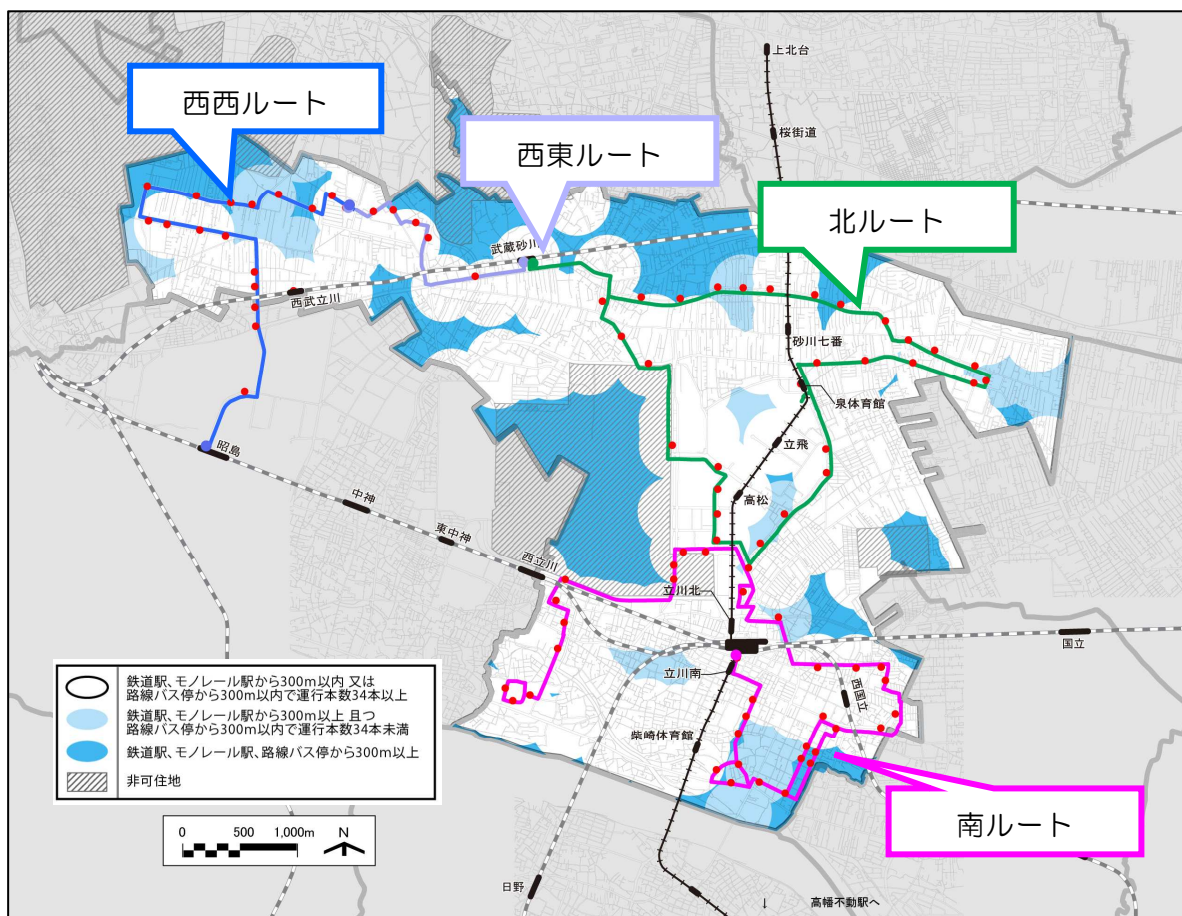 上北台
西西ルート
桜街道
西東ルート
北ルート
武蔵砂川
西武立川
砂川七番
泉体育館
立飛
昭島
高松
中神
東中神
西立川
立川北
国立
立川南
西国立
柴崎体育館
鉄道駅、モノレール駅から300m以内 又は
路線バス停から300m以内で運行本数34本以上
鉄道駅、モノレール駅から300m以上 且つ
路線バス停から300m以内で運行本数34本未満
鉄道駅、モノレール駅、路線バス停から300m以上
非可住地
南ルート
0 500 1,000m N
日野
↓ 高幡不動駅へ